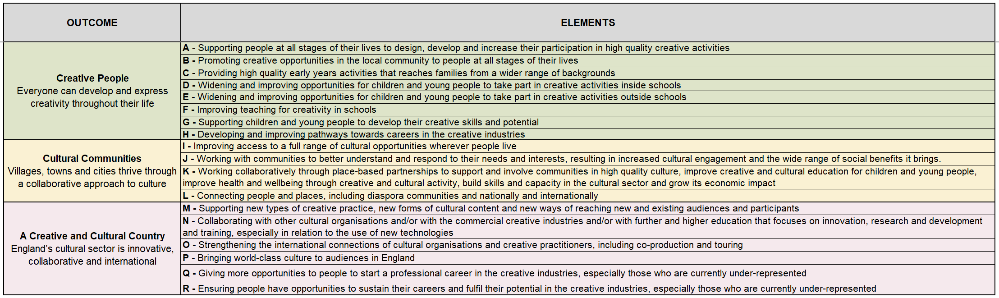 OUTCOME
ELEMENTS
Creative People
Everyone can develop and express
creativity throughout their life
A - Supporting people at all stages of their lives to design, develop and increase their participation in high quality creative activities
B - Promoting creative opportunities in the local community to people at all stages of their lives
C - Providing high quality early years activities that reaches families from a wider range of backgrounds
D - Widening and improving opportunities for children and young people to take part in creative activities inside schools
E - Widening and improving opportunities for children and young people to take part in creative activities outside schools
F - Improving teaching for creativity in schools
G - Supporting children and young people to develop their creative skills and potential
H - Developing and improving pathways towards careers in the creative industries
Cultural Communities
Villages, towns and cities thrive through
a collaborative approach to culture
I - Improving access to a full range of cultural opportunities wherever people live
J - Working with communities to better understand and respond to their needs and interests, resulting in increased cultural engagement and the wide range of social benefits it brings.
K - Working collaboratively through place-based partnerships to support and involve communities in high quality culture, improve creative and cultural education for children and young people,
improve health and wellbeing through creative and cultural activity, build skills and capacity in the cultural sector and grow its economic impact
L - Connecting people and places, including diaspora communities and nationally and internationally
A Creative and Cultural Country
England’s cultural sector is innovative,
collaborative and international
M - Supporting new types of creative practice, new forms of cultural content and new ways of reaching new and existing audiences and participants
N - Collaborating with other cultural organisations and/or with the commercial creative industries and/or with further and higher education that focuses on innovation, research and development
and training, especially in relation to the use of new technologies
O - Strengthening the international connections of cultural organisations and creative practitioners, including co-production and touring
P - Bringing world-class culture to audiences in England
Q - Giving more opportunities to people to start a professional career in the creative industries, especially those who are currently under-represented
R - Ensuring people have opportunities to sustain their careers and fulfil their potential in the creative industries, especially those who are currently under-represented